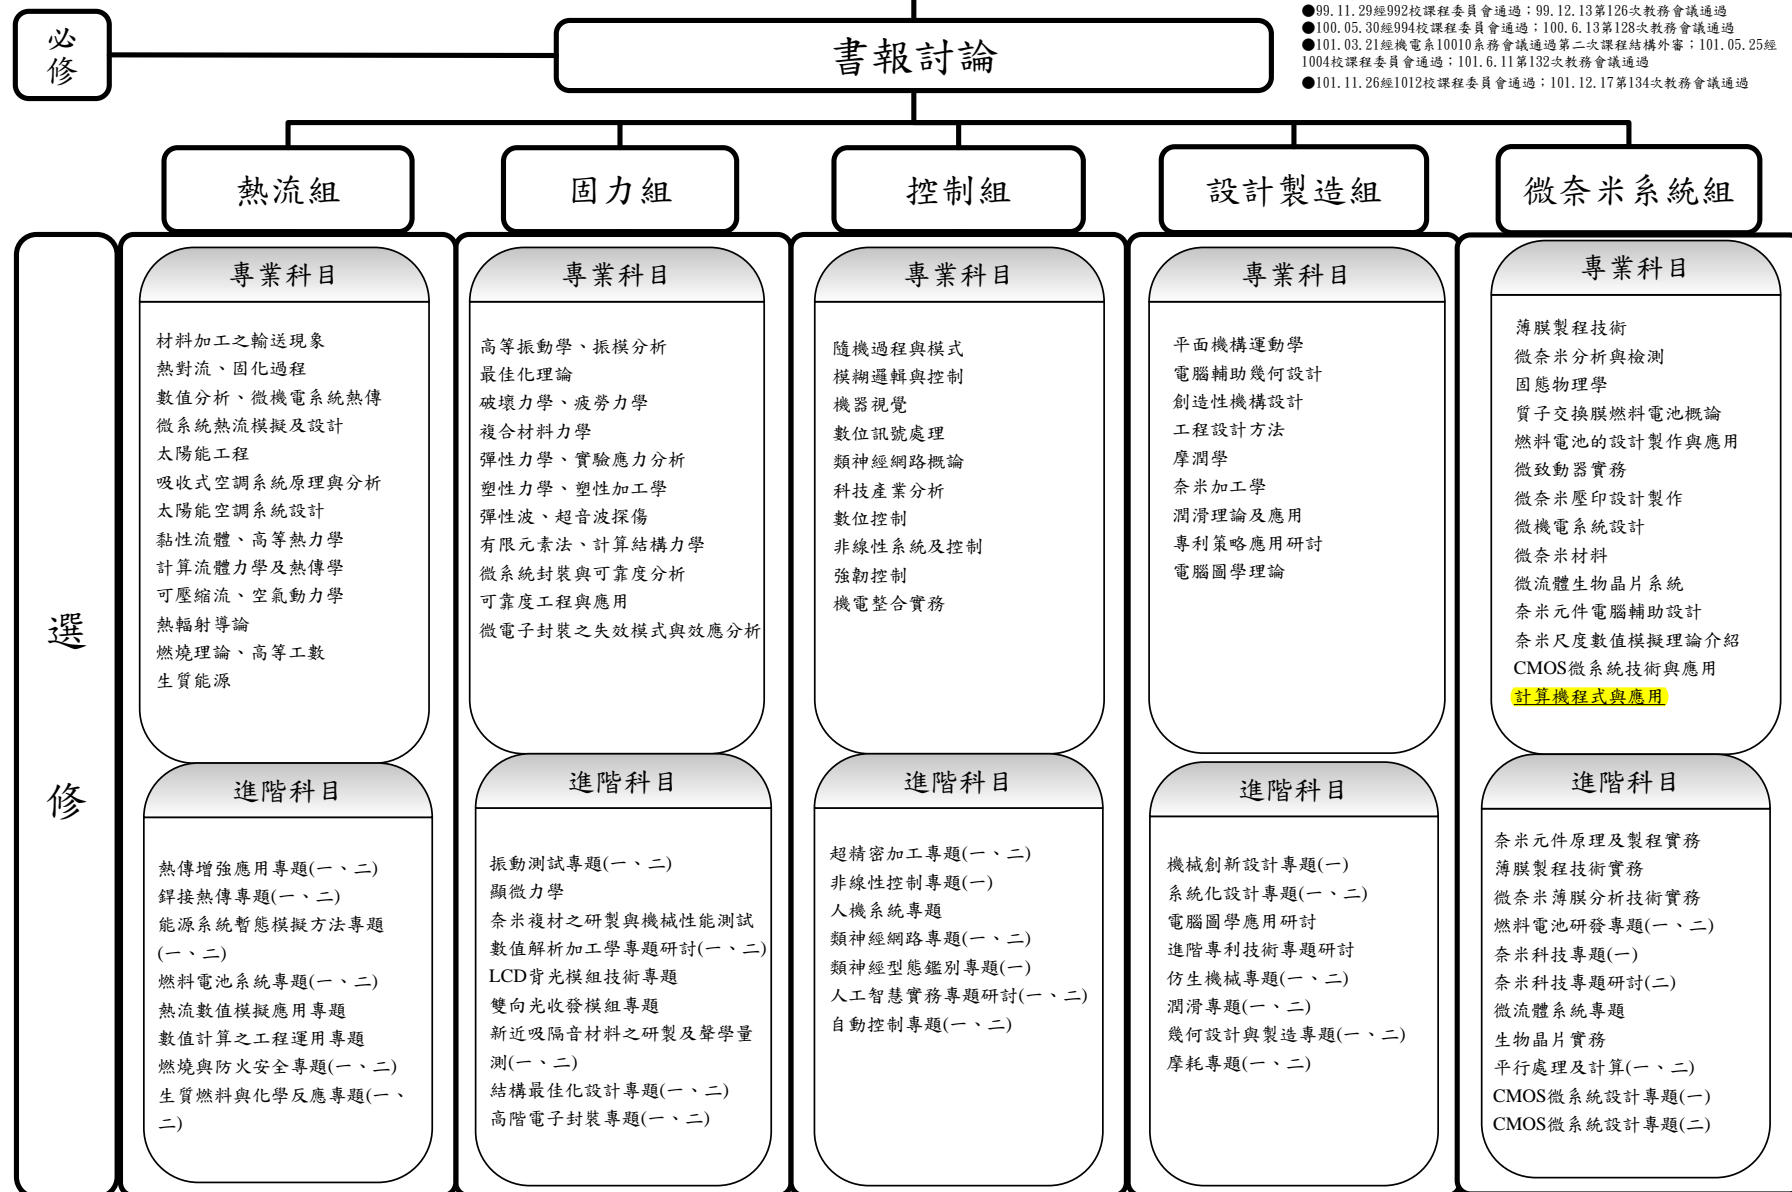 ●99.11.29經992校課程委員會通過；99.12.13第126次教務會議通過
●100.05.30經994校課程委員會通過；100.6.13第128次教務會議通過
●101.03.21經機電系10010系務會議通過第二次課程結構外審；101.05.25經
1004校課程委員會通過；101.6.11第132次教務會議通過
●101.11.26經1012校課程委員會通過；101.12.17第134次教務會議通過
必
修
書報討論
熱流組
固力組
控制組
設計製造組
微奈米系統組
選
修
專業科目
材料加工之輸送現象
熱對流、固化過程
數值分析、微機電系統熱傳
微系統熱流模擬及設計
太陽能工程
吸收式空調系統原理與分析
太陽能空調系統設計
黏性流體、高等熱力學
計算流體力學及熱傳學
可壓縮流、空氣動力學
熱輻射導論
燃燒理論、高等工數
生質能源
進階科目
熱傳增強應用專題(一、二)
銲接熱傳專題(一、二)
能源系統暫態模擬方法專題
(一、二)
燃料電池系統專題(一、二)
熱流數值模擬應用專題
數值計算之工程運用專題
燃燒與防火安全專題(一、二)
生質燃料與化學反應專題(一、
二)
專業科目
高等振動學、振模分析
最佳化理論
破壞力學、疲勞力學
複合材料力學
彈性力學、實驗應力分析
塑性力學、塑性加工學
彈性波、超音波探傷
有限元素法、計算結構力學
微系統封裝與可靠度分析
可靠度工程與應用
微電子封裝之失效模式與效應分析
進階科目
振動測試專題(一、二)
顯微力學
奈米複材之研製與機械性能測試
數值解析加工學專題研討(一、二)
LCD背光模組技術專題
雙向光收發模組專題
新近吸隔音材料之研製及聲學量
測(一、二)
結構最佳化設計專題(一、二)
高階電子封裝專題(一、二)
專業科目
隨機過程與模式
模糊邏輯與控制
機器視覺
數位訊號處理
類神經網路概論
科技產業分析
數位控制
非線性系統及控制
強韌控制
機電整合實務
進階科目
超精密加工專題(一、二)
非線性控制專題(一)
人機系統專題
類神經網路專題(一、二)
類神經型態鑑別專題(一)
人工智慧實務專題研討(一、二)
自動控制專題(一、二)
專業科目
平面機構運動學
電腦輔助幾何設計
創造性機構設計
工程設計方法
摩潤學
奈米加工學
潤滑理論及應用
專利策略應用研討
電腦圖學理論
進階科目
機械創新設計專題(一)
系統化設計專題(一、二)
電腦圖學應用研討
進階專利技術專題研討
仿生機械專題(一、二)
潤滑專題(一、二)
幾何設計與製造專題(一、二)
摩耗專題(一、二)
專業科目
薄膜製程技術
微奈米分析與檢測
固態物理學
質子交換膜燃料電池概論
燃料電池的設計製作與應用
微致動器實務
微奈米壓印設計製作
微機電系統設計
微奈米材料
微流體生物晶片系統
奈米元件電腦輔助設計
奈米尺度數值模擬理論介紹
CMOS微系統技術與應用
計算機程式與應用
進階科目
奈米元件原理及製程實務
薄膜製程技術實務
微奈米薄膜分析技術實務
燃料電池研發專題(一、二)
奈米科技專題(一)
奈米科技專題研討(二)
微流體系統專題
生物晶片實務
平行處理及計算(一、二)
CMOS微系統設計專題(一)
CMOS微系統設計專題(二)